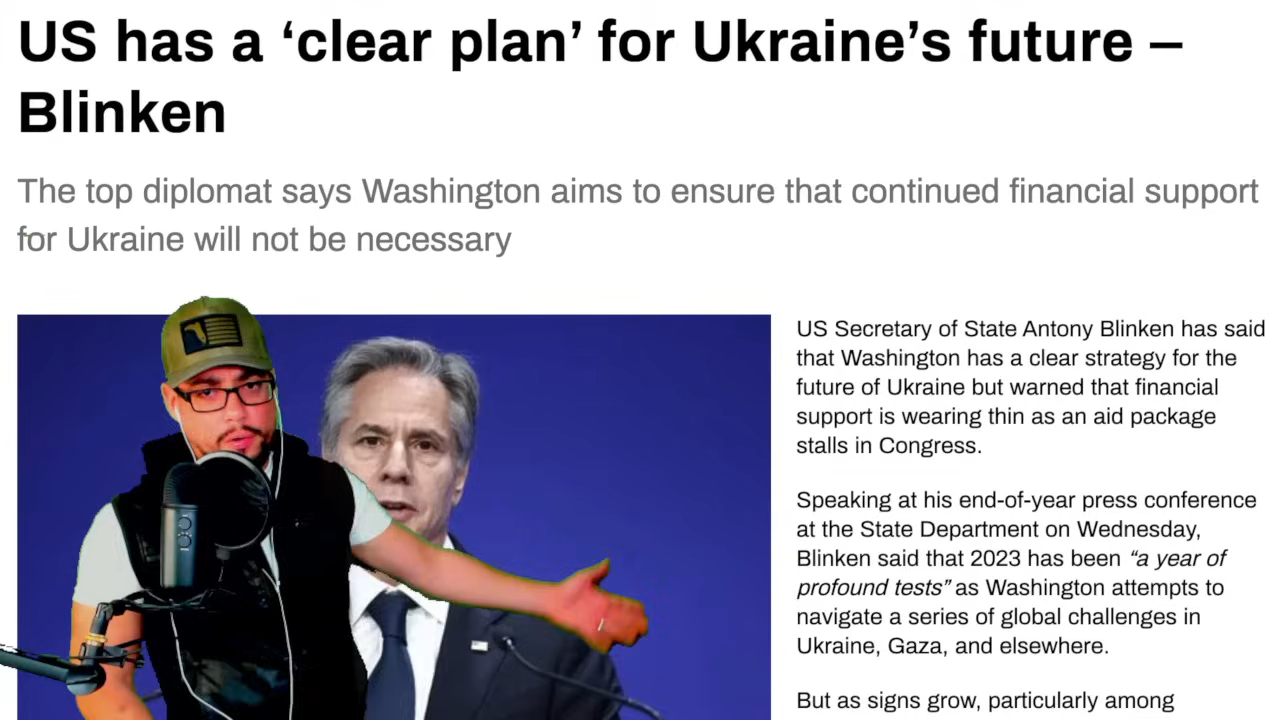 US has a ‘clear plan’ for Ukraine’s future –
Blinken
The top diplomat says Washington aims to ensure that continued financial support
for Ukraine will not be necessary
US Secretary of State Antony Blinken has said
that Washington has a clear strategy for the
future of Ukraine but warned that financial
support is wearing thin as an aid package
stalls in Congress.
Speaking at his end-of-year press conference
at the State Department on Wednesday,
Blinken said that 2023 has been “a year of
profound tests” as Washington attempts to
navigate a series of global challenges in
Ukraine, Gaza, and elsewhere.
But as signs grow, particularly among